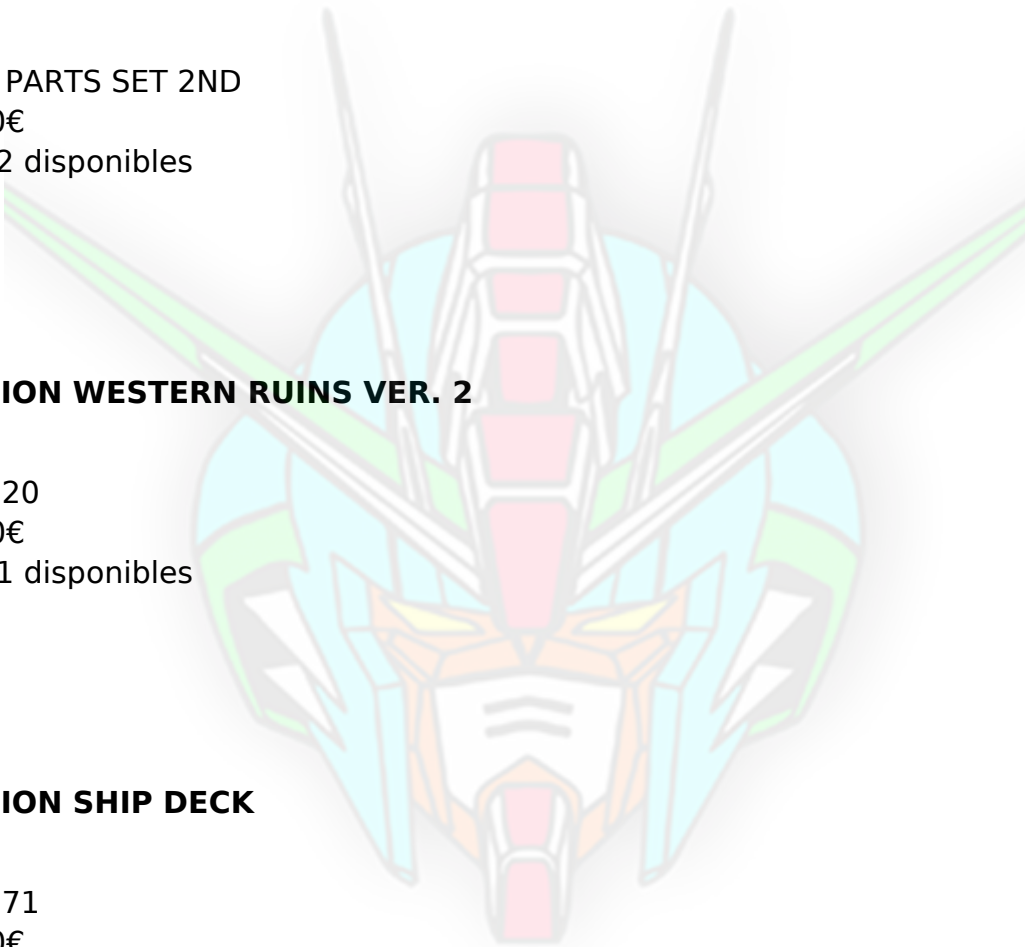 PARTS SET 2ND
0€
2 disponibles
ION WESTERN RUINS VER. 2
20
0€
1 disponibles
ION SHIP DECK
71
0€